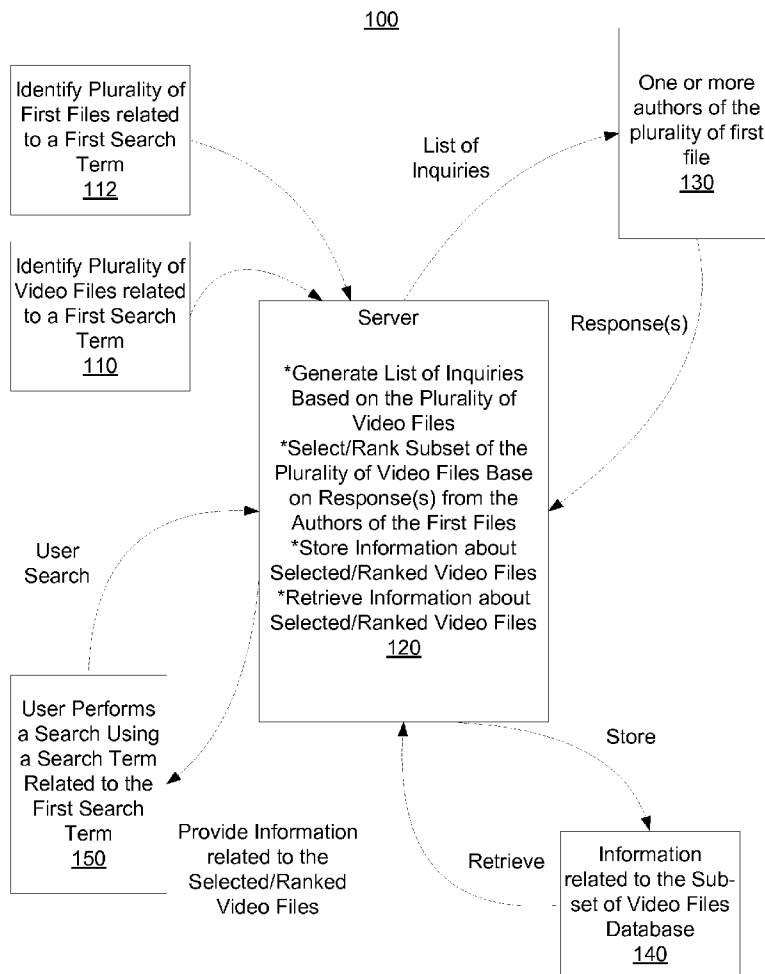 100
Identify Plurality of
First Files related
to a First Search
Term
112
List of
Inquiries
One or more
authors of the
plurality of first
file
130
Identify Plurality of
Video Files related
to a First Search
Term
110
Response(s)
Server
*Generate List of Inquiries
Based on the Plurality of
Video Files
*Select/Rank Subset of the
Plurality of Video Files Base
on Response(s) from the
Authors of the First Files
*Store Information about
Selected/Ranked Video Files
*Retrieve Information about
Selected/Ranked Video Files
120
User
Search
User Performs
a Search Using
a Search Term
Related to the
First Search
Term
150
Provide Information
related to the
Selected/Ranked
Video Files
Store
Retrieve
Information
related to the Sub-
set of Video Files
Database
140